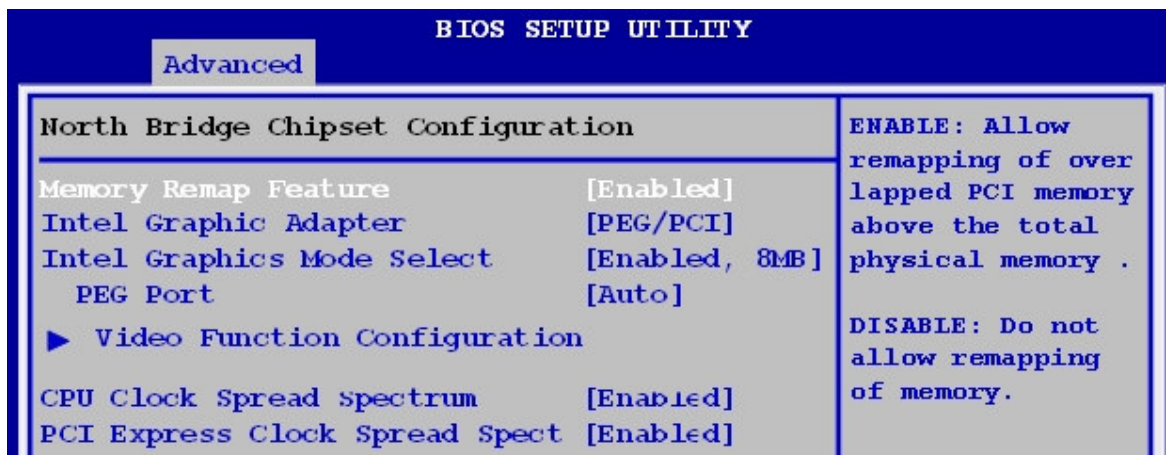 BIOS SETUP UTILITY
Advanced
North Bridge Chipset Configuration
Memory Remap Feature [Enabled]
Intel Graphic Adapter [PEG/PCI]
Intel Graphics Mode Select [Enabled, 8MB]
PEG Port [Auto]
▶ Video Function Configuration
CPU Clock Spread Spectrum [Enabled]
PCI Express Clock Spread Spect [Enabled]
ENABLE: Allow
remapping of over
lapped PCI memory
above the total
physical memory .
DISABLE: Do not
allow remapping
of memory.